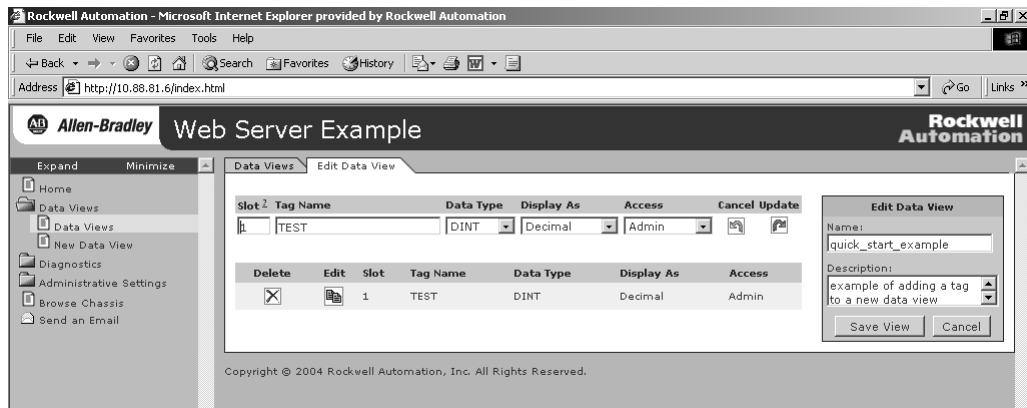 Rockwell Automation - Microsoft Internet Explorer provided by Rockwell Automation
File Edit View Favorites Tools Help
Back Search Favorites History
Address http://10.88.81.6/index.html Go Links »
AB Allen-Bradley Web Server Example Rockwell Automation
Expand Minimize
Home
Data Views
Data Views
New Data View
Diagnostics
Administrative Settings
Browse Chassis
Send an Email
Data Views Edit Data View
Slot ? Tag Name Data Type Display As Access Cancel Update
1 TEST DINT Decimal Admin
Delete Edit Slot Tag Name Data Type Display As Access
1 TEST DINT Decimal Admin
Edit Data View
Name:
quick_start_example
Description:
example of adding a tag
to a new data view
Save View Cancel
Copyright © 2004 Rockwell Automation, Inc. All Rights Reserved.